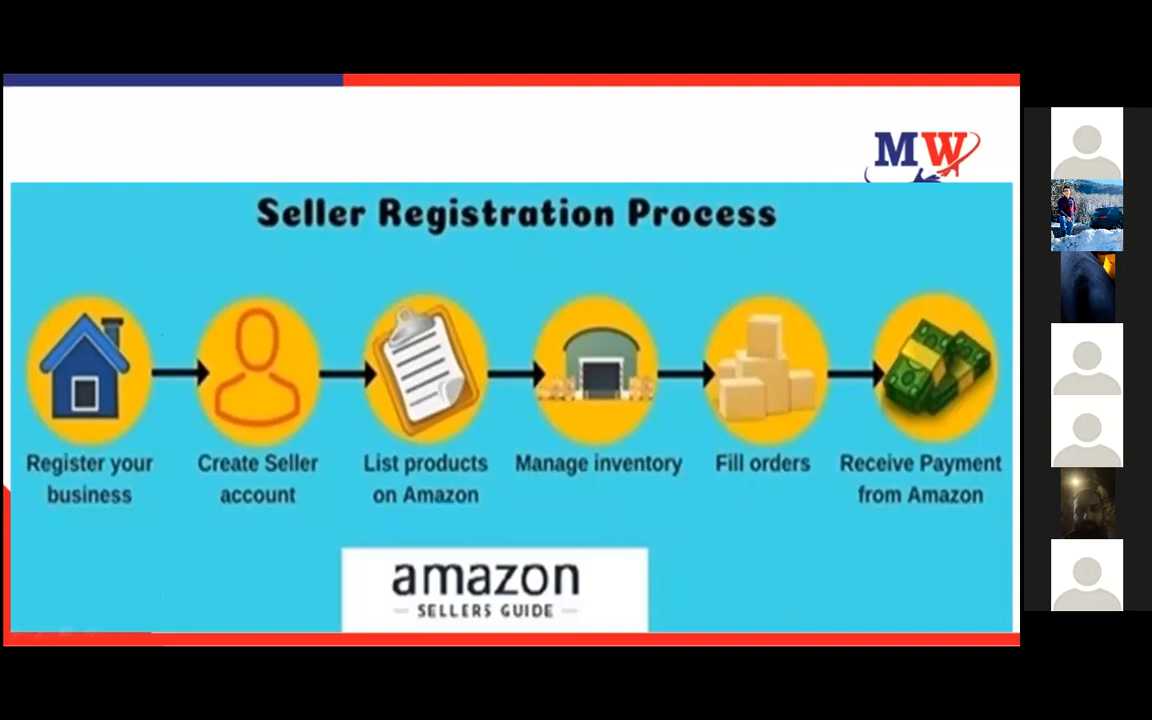 MW
Seller Registration Process
Register your
business
Create Seller
account
List products
on Amazon
Manage inventory
Fill orders
Receive Payment
from Amazon
amazon
SELLERS GUIDE